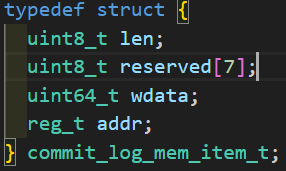 typedef struct {
uint8_t len;
uint8_t reserved[7];
uint64_t wdata;
reg_t addr;
} commit_log_mem_item_t;